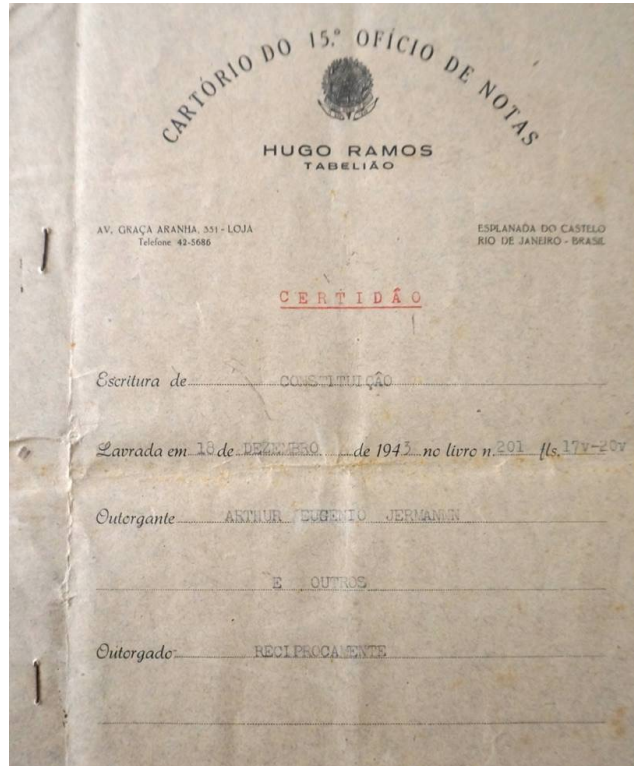 CARTÓRIO DO 15.º OFÍCIO DE NOTAS
HUGO RAMOS
TABELIÃO
AV. GRAÇA ARANHA, 351 - LOJA
Telefone 42-5686
ESPLANADA DO CASTELO
RIO DE JANEIRO - BRASIL
CERTIDÃO
Escritura de CONSTITUIÇÃO
Lavrada em 18 de DEZEMBRO de 1943 no livro n. 201 fls. 17v-20v
Outorgante ARTHUR EUGENIO JERMANNN
E OUTROS
Outorgado RECIPROCAMENTE